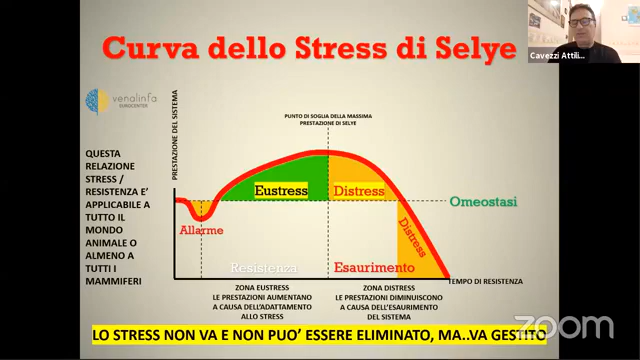 Curva dello Stress di Selye
Cavezzi Attili...
venalinfa
EUROCENTER
PRESTAZIONE DEL SISTEMA
PUNTO DI SOGLIA DELLA MASSIMA
PRESTAZIONE DI SELYE
QUESTA
RELAZIONE
STRESS /
RESISTENZA E'
APPLICABILE A
TUTTO IL
MONDO
ANIMALE O
ALMENO A
TUTTI I
MAMMIFERI
Eustress
Distress
Omeostasi
Allarme
Distress
Resistenza
Esaurimento
TEMPO DI RESISTENZA
ZONA EUSTRESS
LE PRESTAZIONI AUMENTANO
A CAUSA DELL'ADATTAMENTO
ALLO STRESS
ZONA DISTRESS
LE PRESTAZIONI DIMINUISCONO
A CAUSA DELL'ESAURIMENTO
DEL SISTEMA
LO STRESS NON VA E NON PUO' ESSERE ELIMINATO, MA..VA GESTITO
zoom